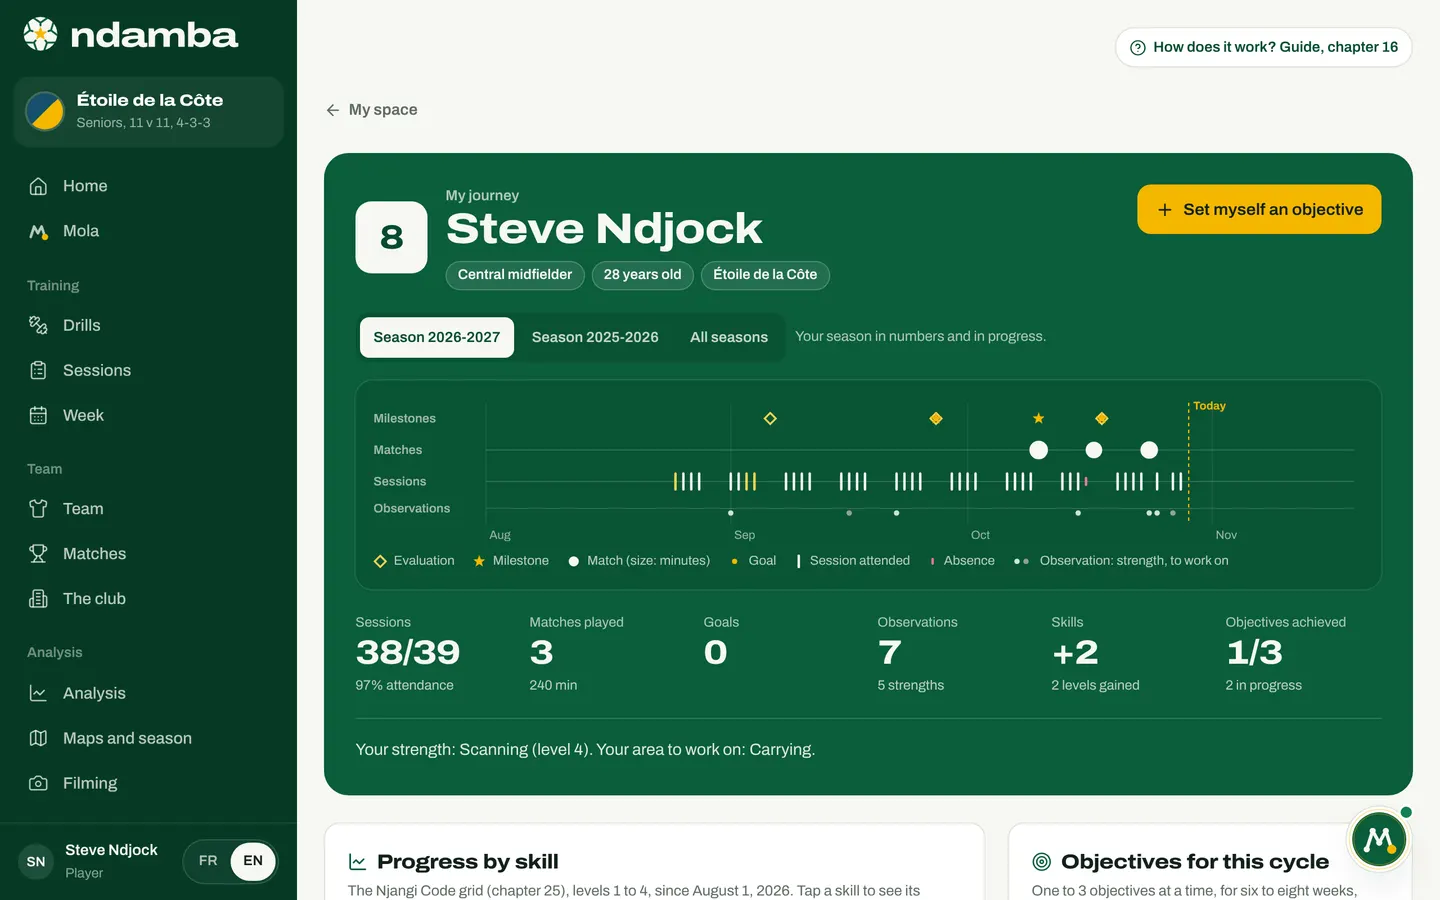 ndamba
Étoile de la Côte
Seniors, 11 v 11, 4-3-3
Home
Mola
Training
Drills
Sessions
Week
Team
Team
Matches
The club
Analysis
Analysis
Maps and season
Filming
SN
Steve Ndjock
Player
FR
EN
How does it work? Guide, chapter 16
My space
8
My journey
Steve Ndjock
Central midfielder
28 years old
Étoile de la Côte
Set myself an objective
Season 2026-2027
Season 2025-2026
All seasons
Your season in numbers and in progress.
Today
Milestones
Matches
Sessions
Observations
Aug
Sep
Oct
Nov
Evaluation
Milestone
Match (size: minutes)
Goal
Session attended
Absence
Observation: strength, to work on
Sessions
38/39
97% attendance
Matches played
3
240 min
Goals
0
Observations
7
5 strengths
Skills
+2
2 levels gained
Objectives achieved
1/3
2 in progress
Your strength: Scanning (level 4). Your area to work on: Carrying.
Progress by skill
The Njangi Code grid (chapter 25), levels 1 to 4, since August 1, 2026. Tap a skill to see its
Objectives for this cycle
One to 3 objectives at a time, for six to eight weeks,